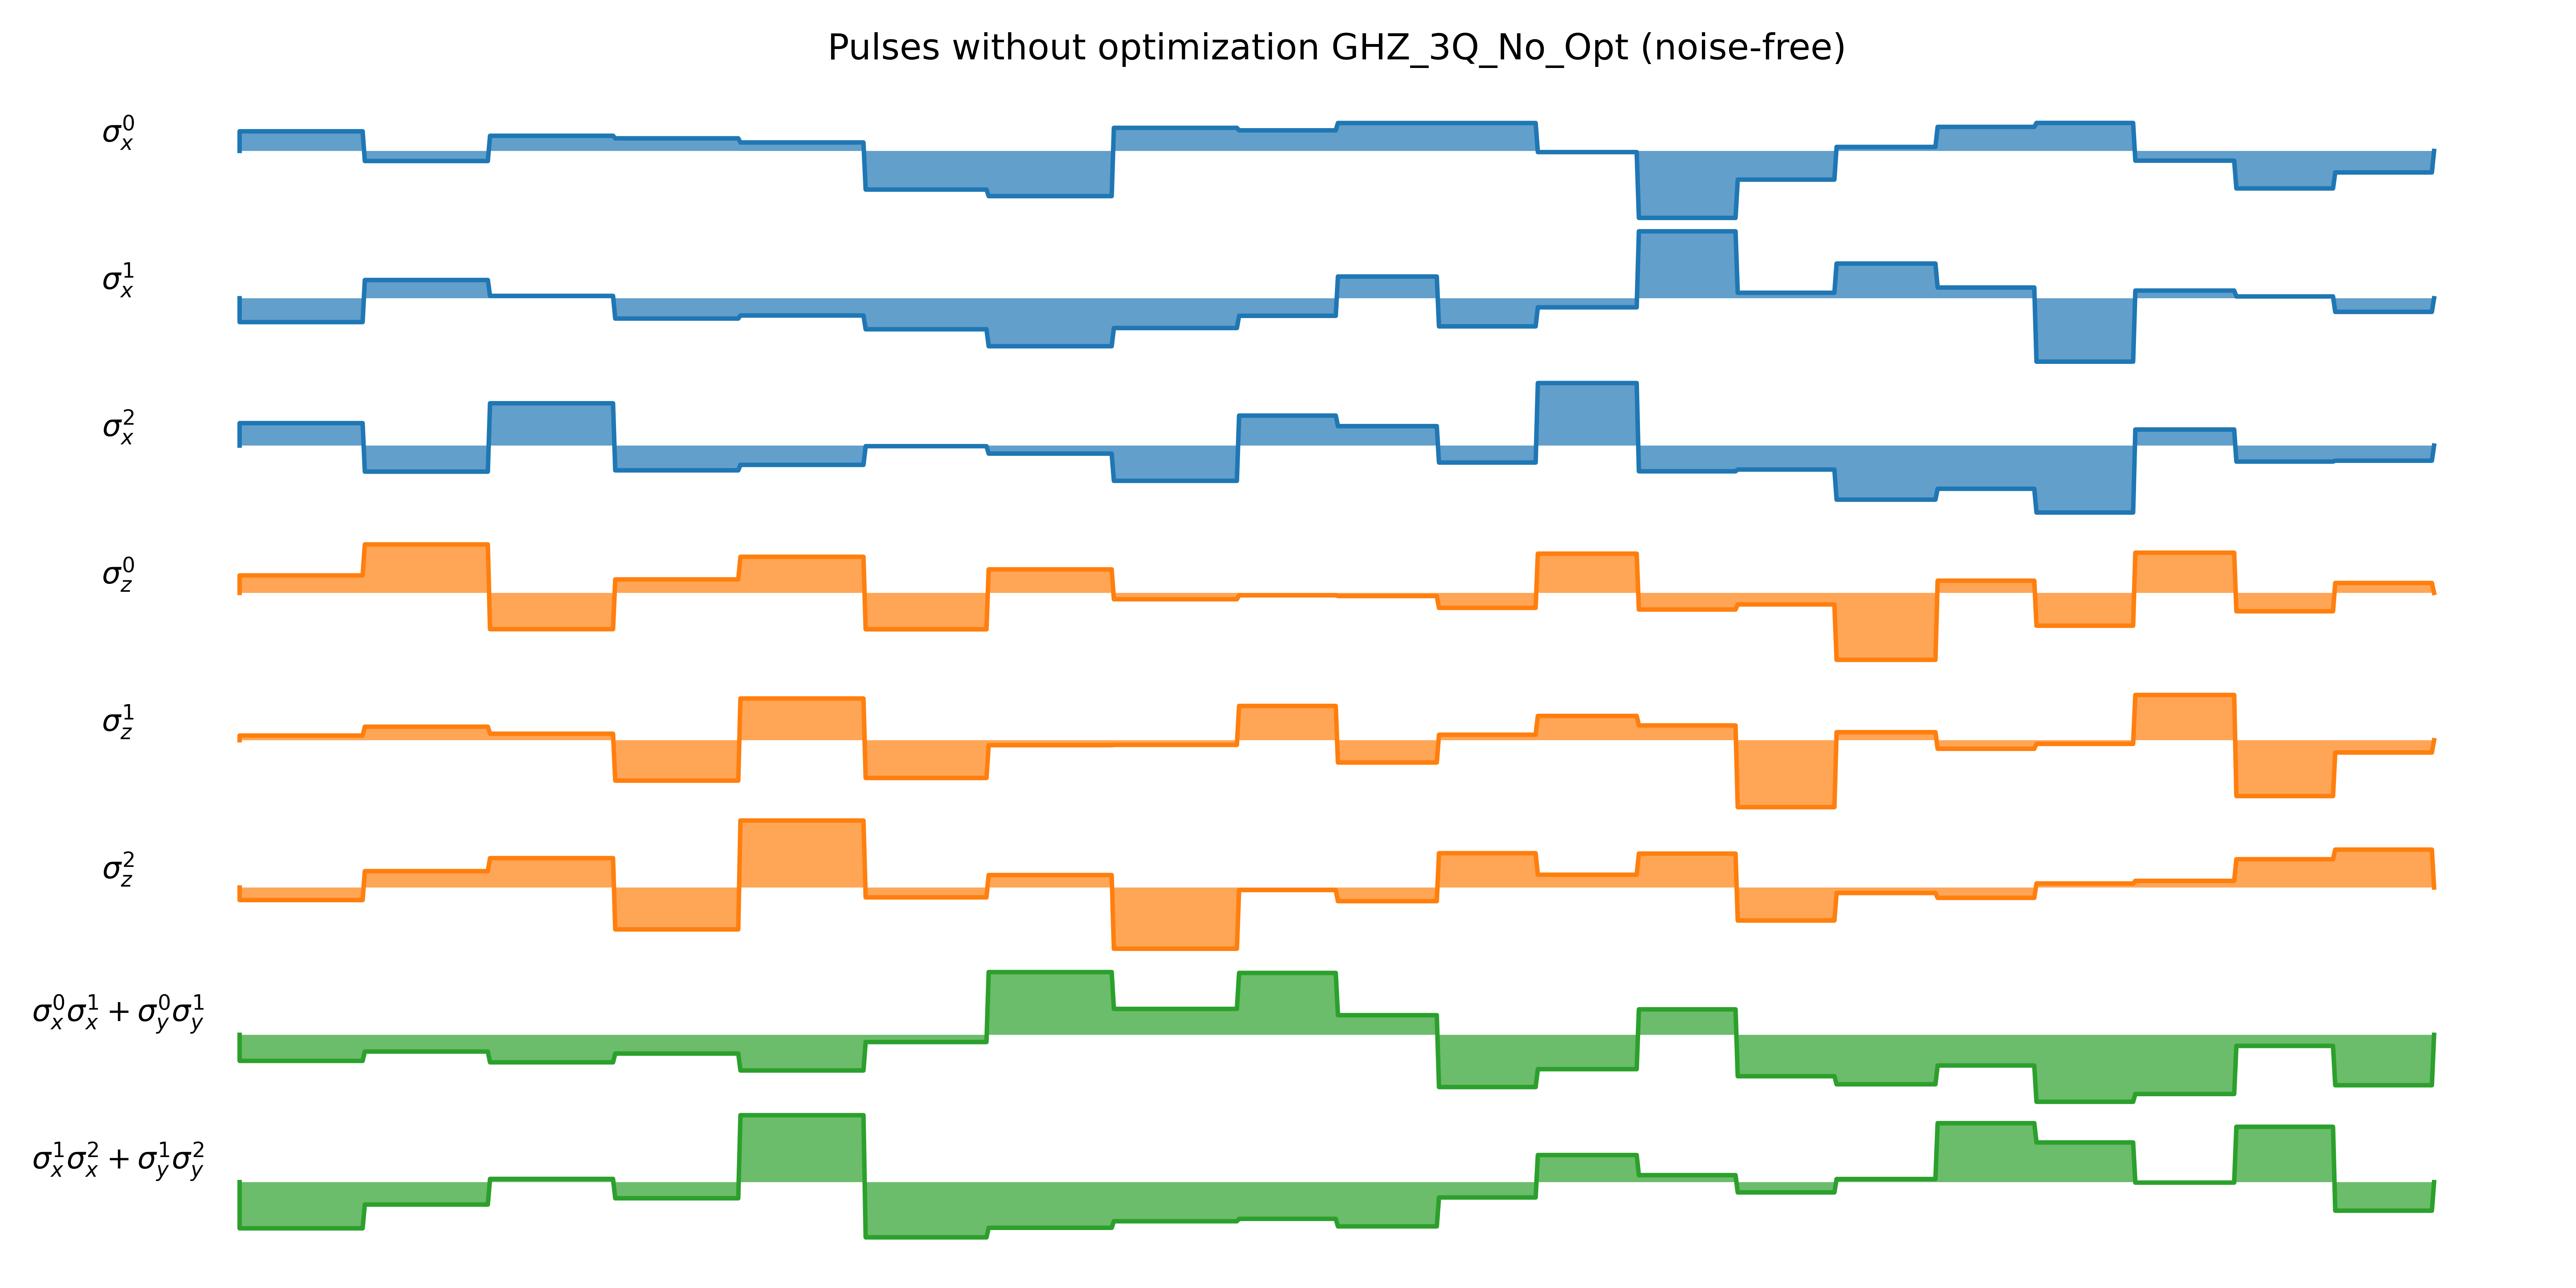 Pulses without optimization GHZ_3Q_No_Opt (noise-free)
σ_x^0
σ_x^1
σ_x^2
σ_z^0
σ_z^1
σ_z^2
σ_x^0σ_x^1 + σ_y^0σ_y^1
σ_x^1σ_x^2 + σ_y^1σ_y^2